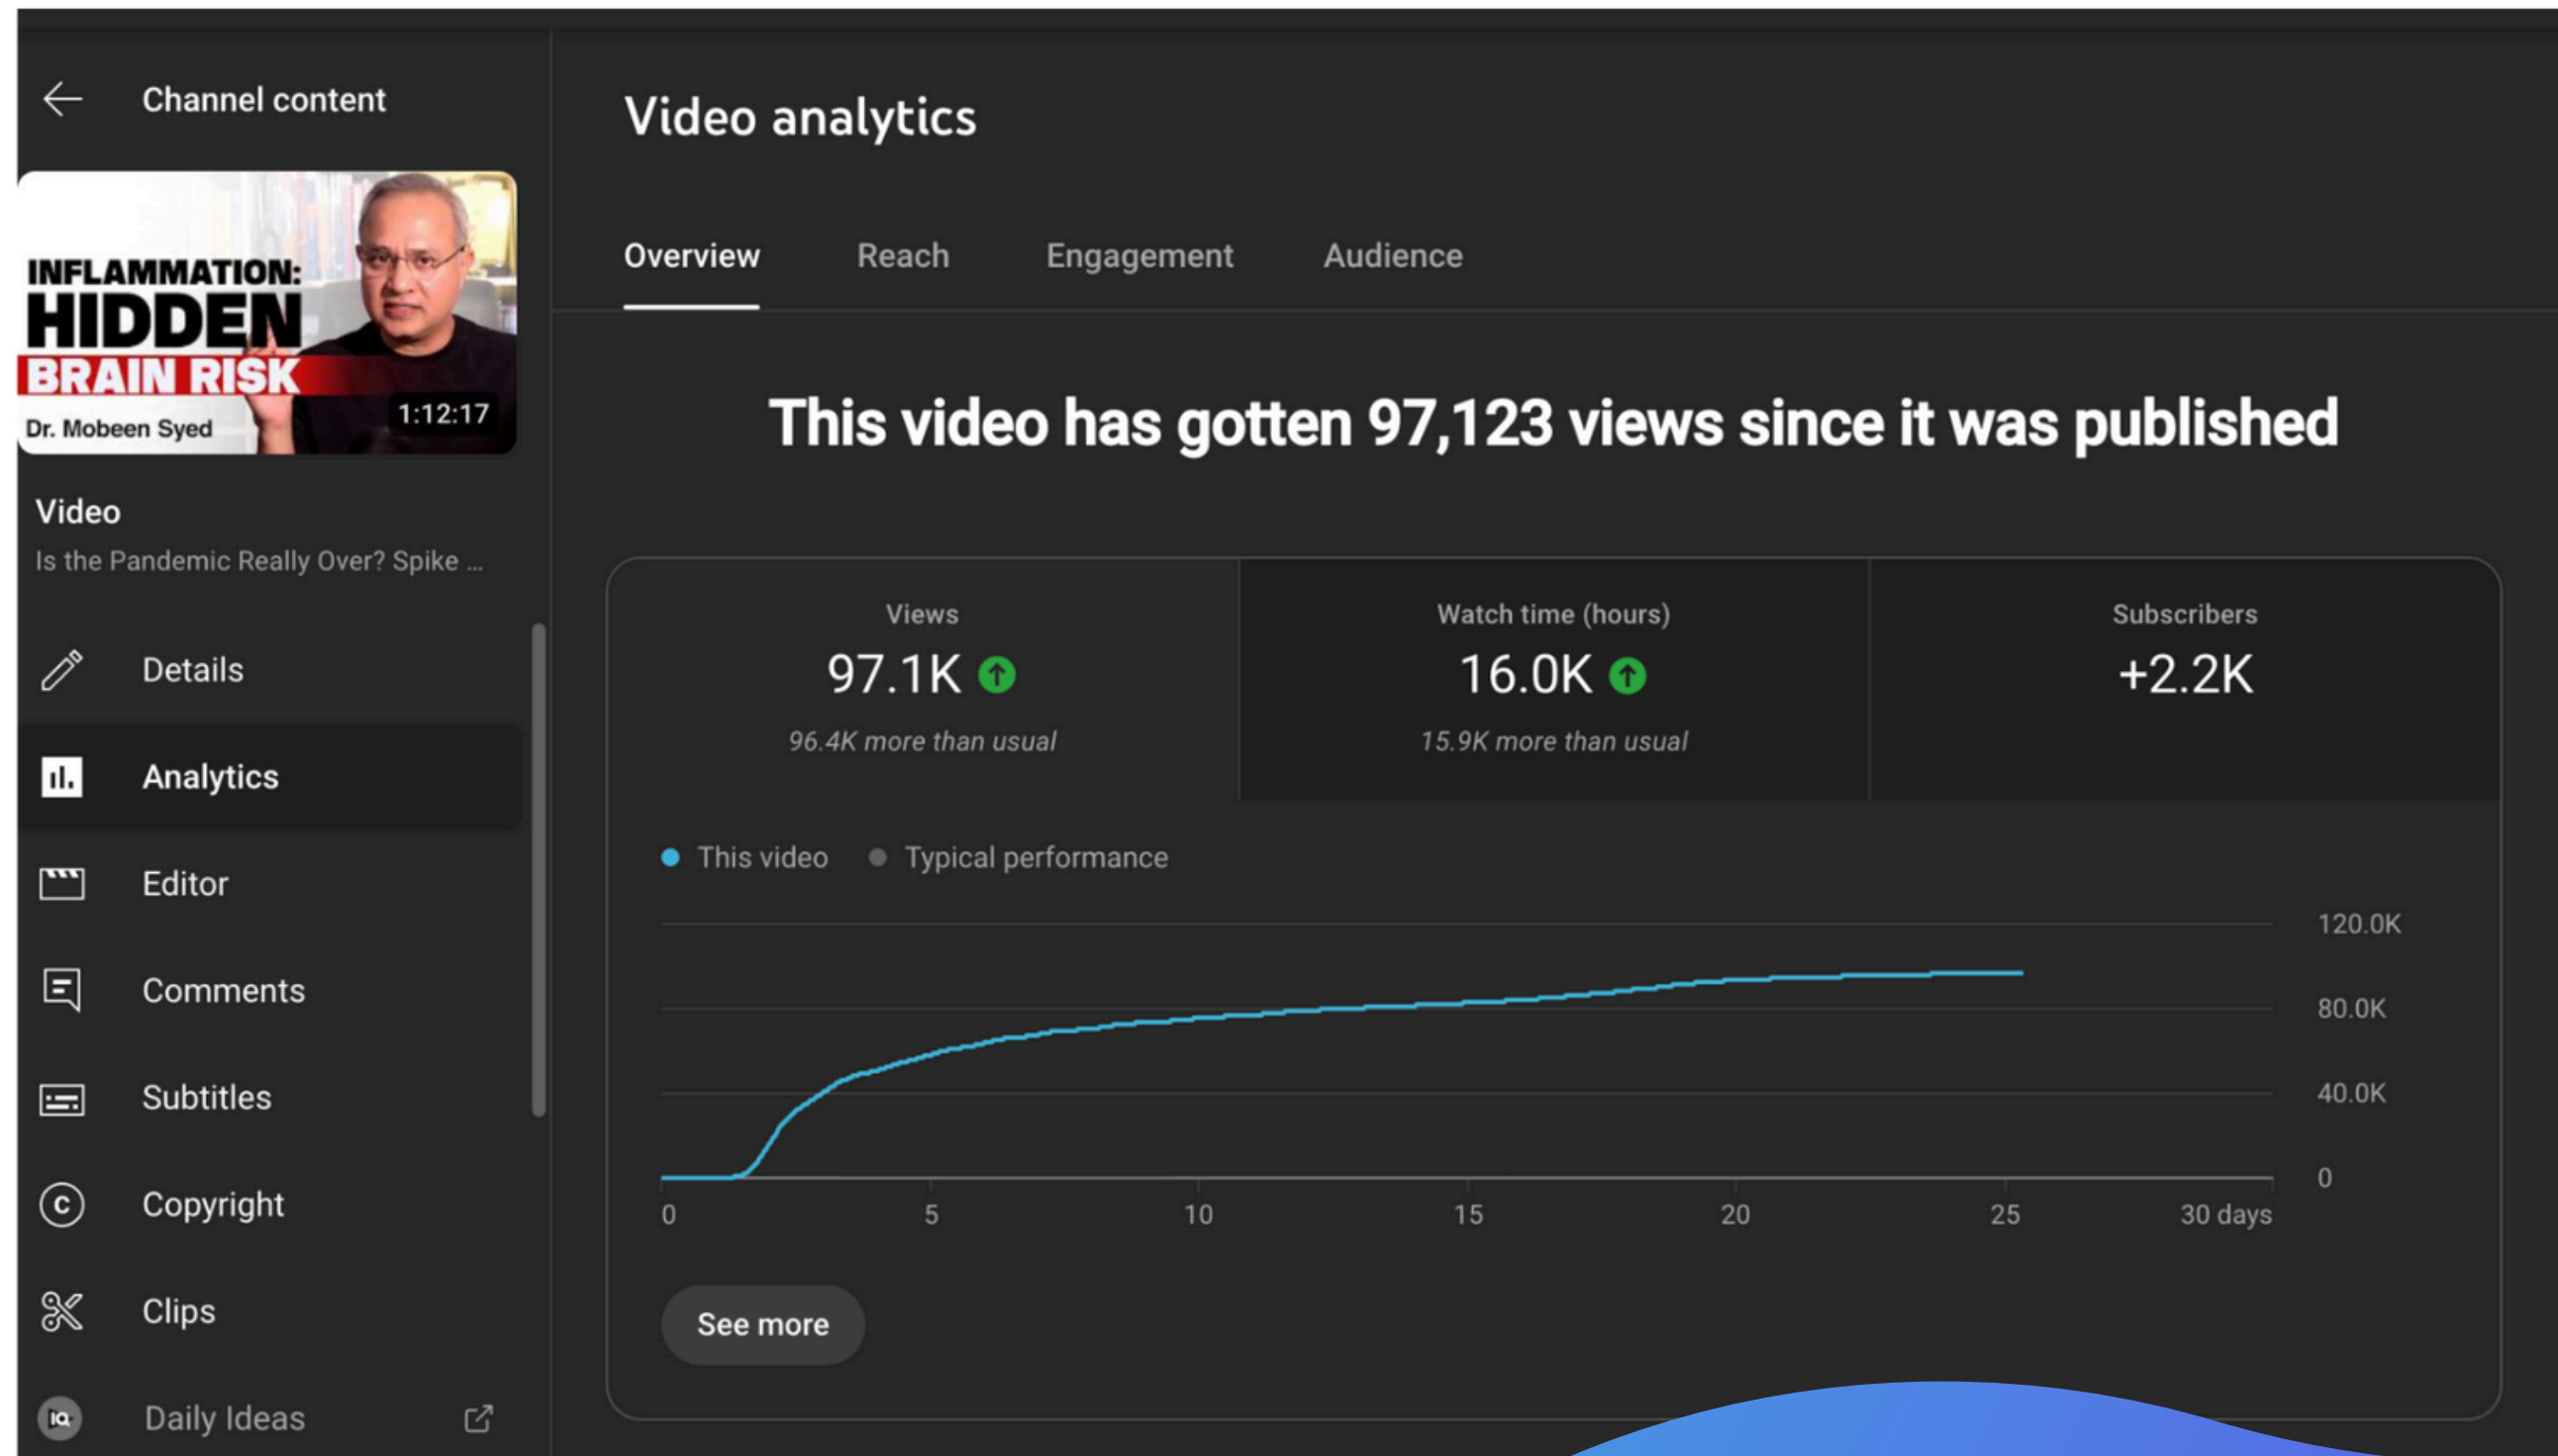 Channel content
INFLAMMATION:
HIDDEN
BRAIN RISK
Dr. Mobeen Syed
1:12:17
Video
Is the Pandemic Really Over? Spike ...
Details
Analytics
Editor
Comments
Subtitles
Copyright
Clips
IQ
Daily Ideas
Video analytics
Overview Reach Engagement Audience
This video has gotten 97,123 views since it was published
Views
97.1K
96.4K more than usual
Watch time (hours)
16.0K
15.9K more than usual
Subscribers
+2.2K
This video Typical performance
120.0K
80.0K
40.0K
0
0 5 10 15 20 25 30 days
See more